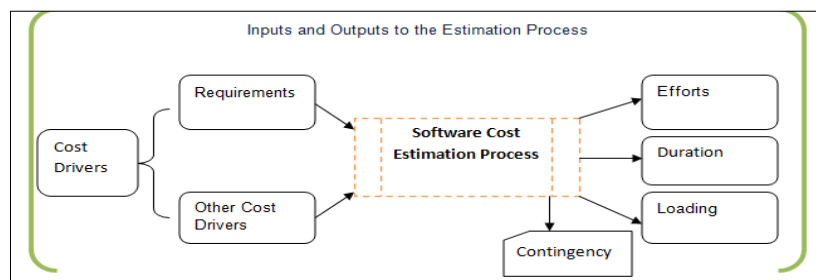 Inputs and Outputs to the Estimation Process
Requirements
Efforts
Cost
Drivers
Software Cost
Estimation Process
Duration
Other Cost
Drivers
Loading
Contingency